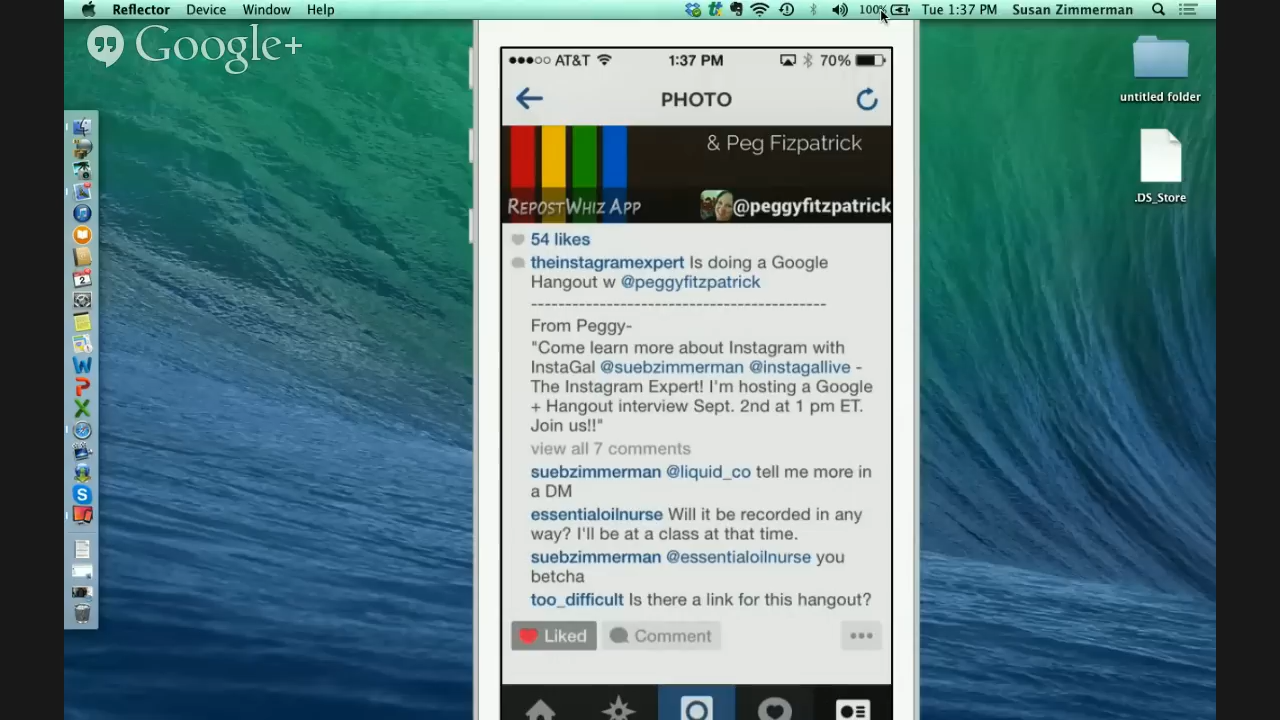 Reflector Device Window Help
100% Tue 1:37 PM Susan Zimmerman
Google+
untitled folder
.DS_Store
AT&T 1:37 PM 70%
PHOTO
& Peg Fizpatrick
REPOSTWHIZ APP @peggyfitzpatrick
54 likes
theinstagramexpert Is doing a Google
Hangout w @peggyfitzpatrick
------------------------------------------
From Peggy-
"Come learn more about Instagram with
InstaGal @suebzimmerman @instagallive -
The Instagram Expert! I'm hosting a Google
+ Hangout interview Sept. 2nd at 1 pm ET.
Join us!!"
view all 7 comments
suebzimmerman @liquid_co tell me more in
a DM
essentialoilnurse Will it be recorded in any
way? I'll be at a class at that time.
suebzimmerman @essentialoilnurse you
betcha
too_difficult Is there a link for this hangout?
Liked Comment